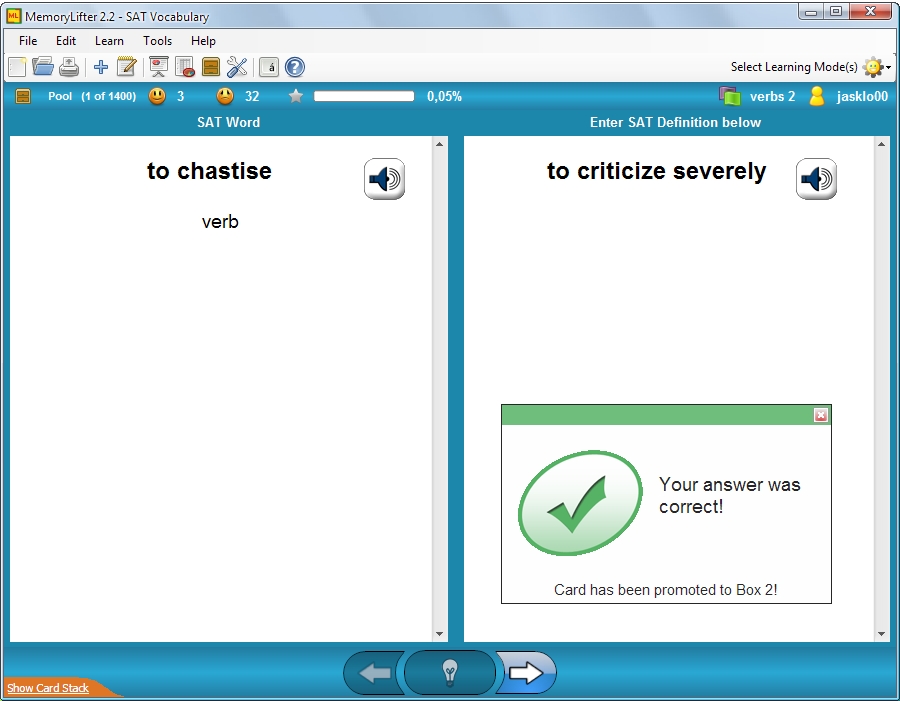 ML MemoryLifter 2.2 - SAT Vocabulary
File Edit Learn Tools Help
á ? Select Learning Mode(s)
Pool (1 of 1400) 3 32 0,05% verbs 2 jasklo00
SAT Word Enter SAT Definition below
to chastise to criticize severely
verb
Your answer was
correct!
Card has been promoted to Box 2!
Show Card Stack